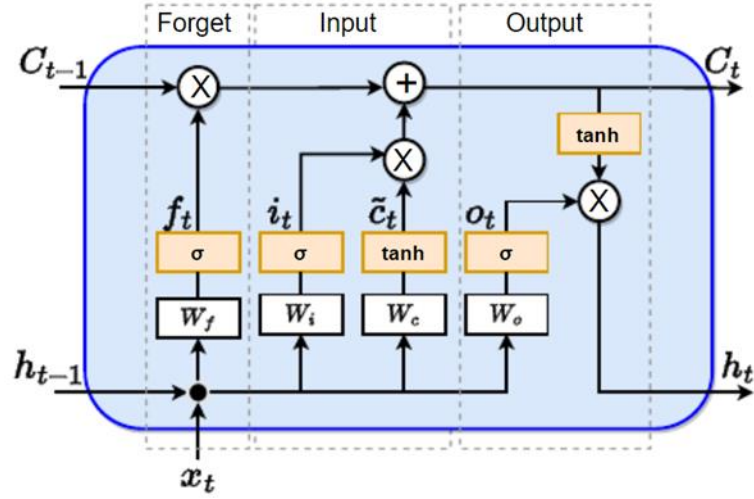 Forget Input Output
C_{t-1} X + C_t
tanh
X X
f_t i_t c̃_t o_t
σ σ tanh σ
W_f W_i W_c W_o
h_{t-1} h_t
x_t